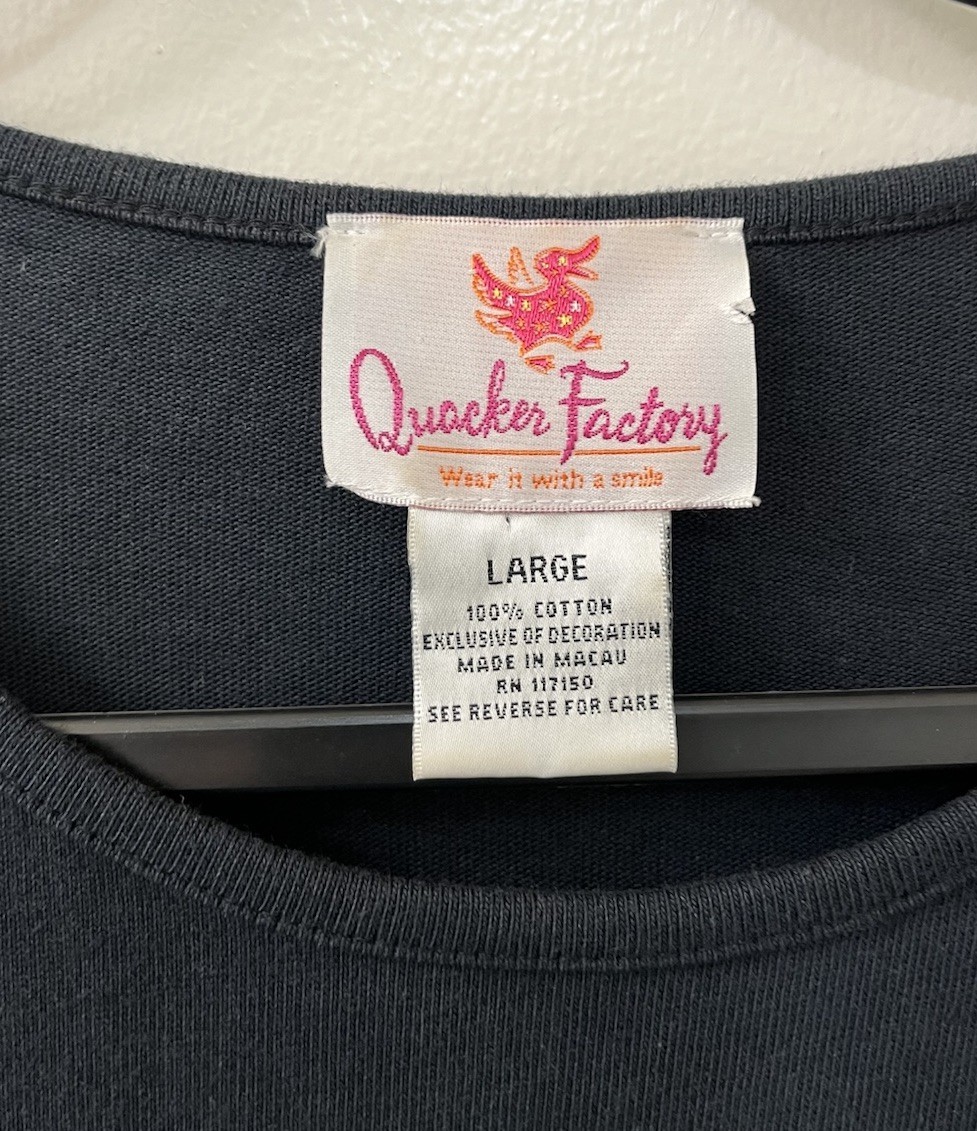 Quacker Factory
Wear it with a smile
LARGE
100% COTTON
EXCLUSIVE OF DECORATION
MADE IN MACAU
RN 117150
SEE REVERSE FOR CARE